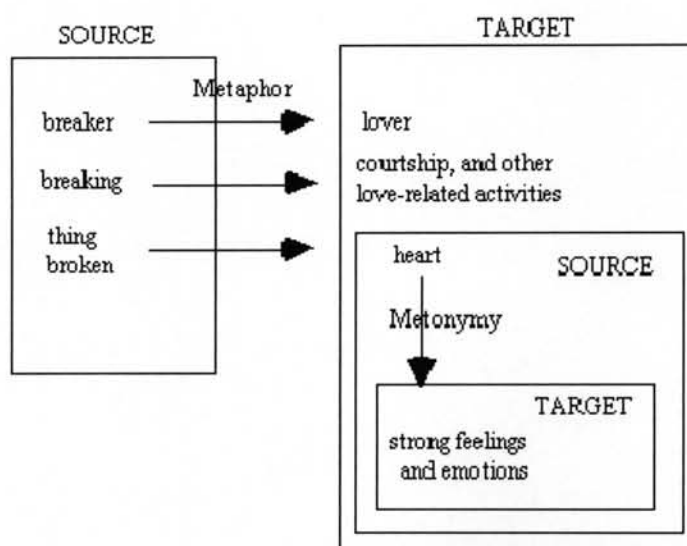 SOURCE
TARGET
Metaphor
breaker
lover
breaking
courtship, and other
love-related activities
thing
broken
heart
SOURCE
Metonymy
TARGET
strong feelings
and emotions